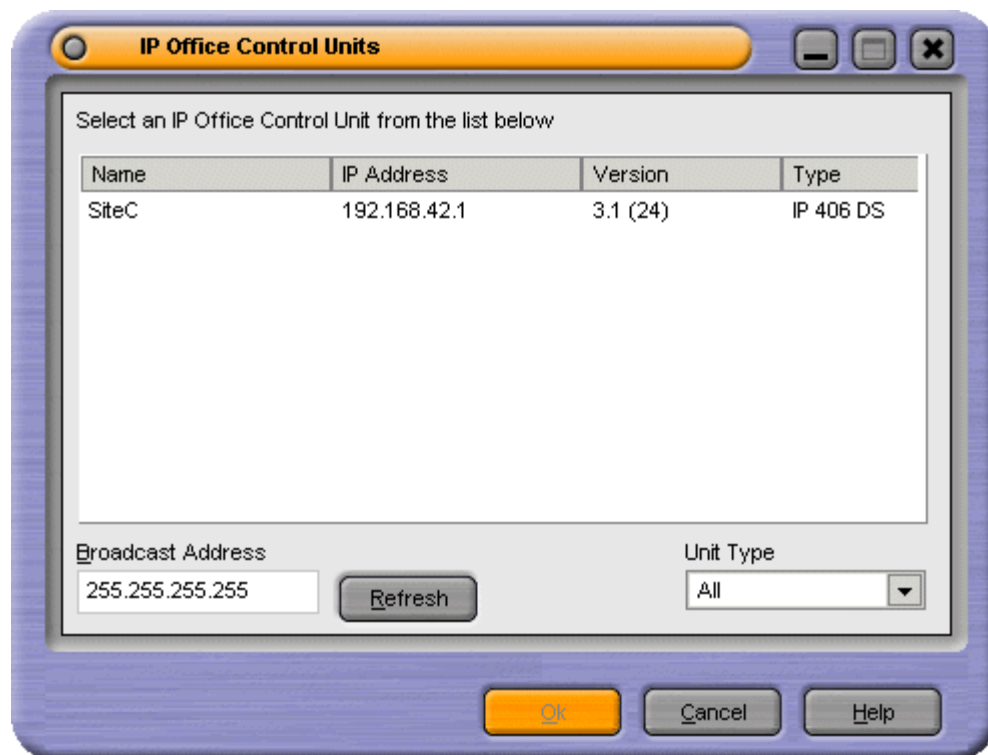 IP Office Control Units
Select an IP Office Control Unit from the list below
Name IP Address Version Type
SiteC 192.168.42.1 3.1 (24) IP 406 DS
Broadcast Address Unit Type
255.255.255.255 Refresh All
Ok Cancel Help